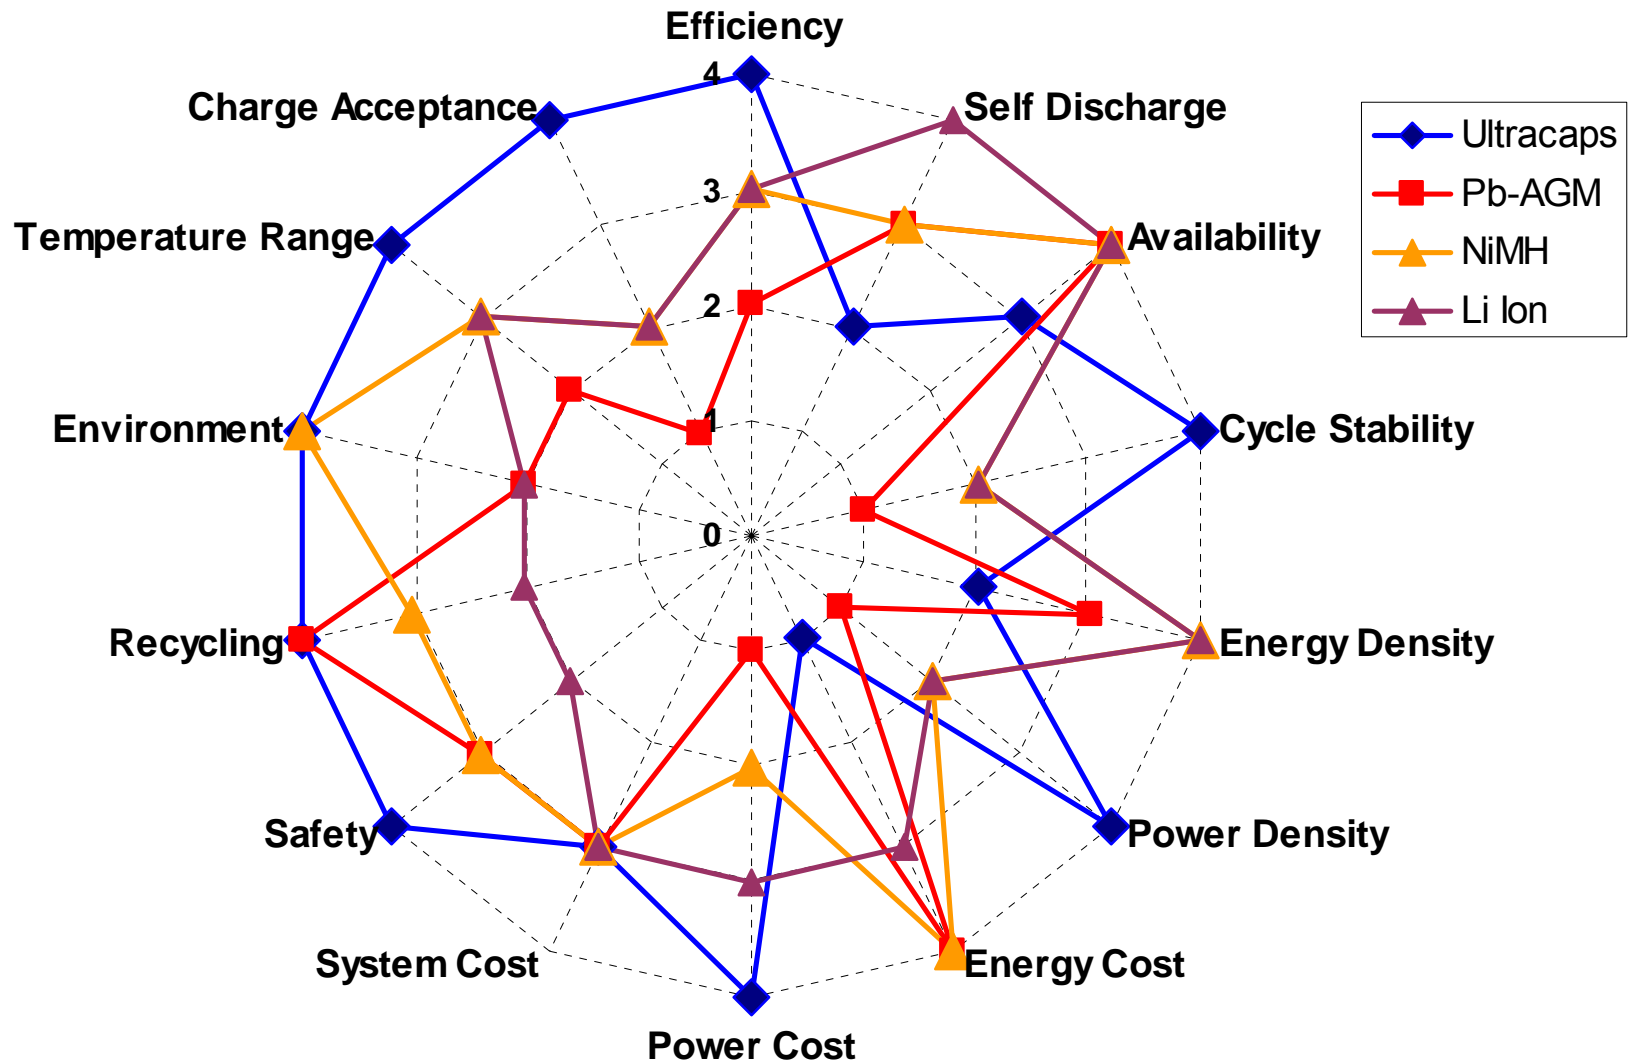 Efficiency
4
Charge Acceptance
Self Discharge
Ultracaps
Pb-AGM
NiMH
Li Ion
3
Temperature Range
Availability
2
Environment
1
Cycle Stability
0
Recycling
Energy Density
Safety
Power Density
System Cost
Energy Cost
Power Cost